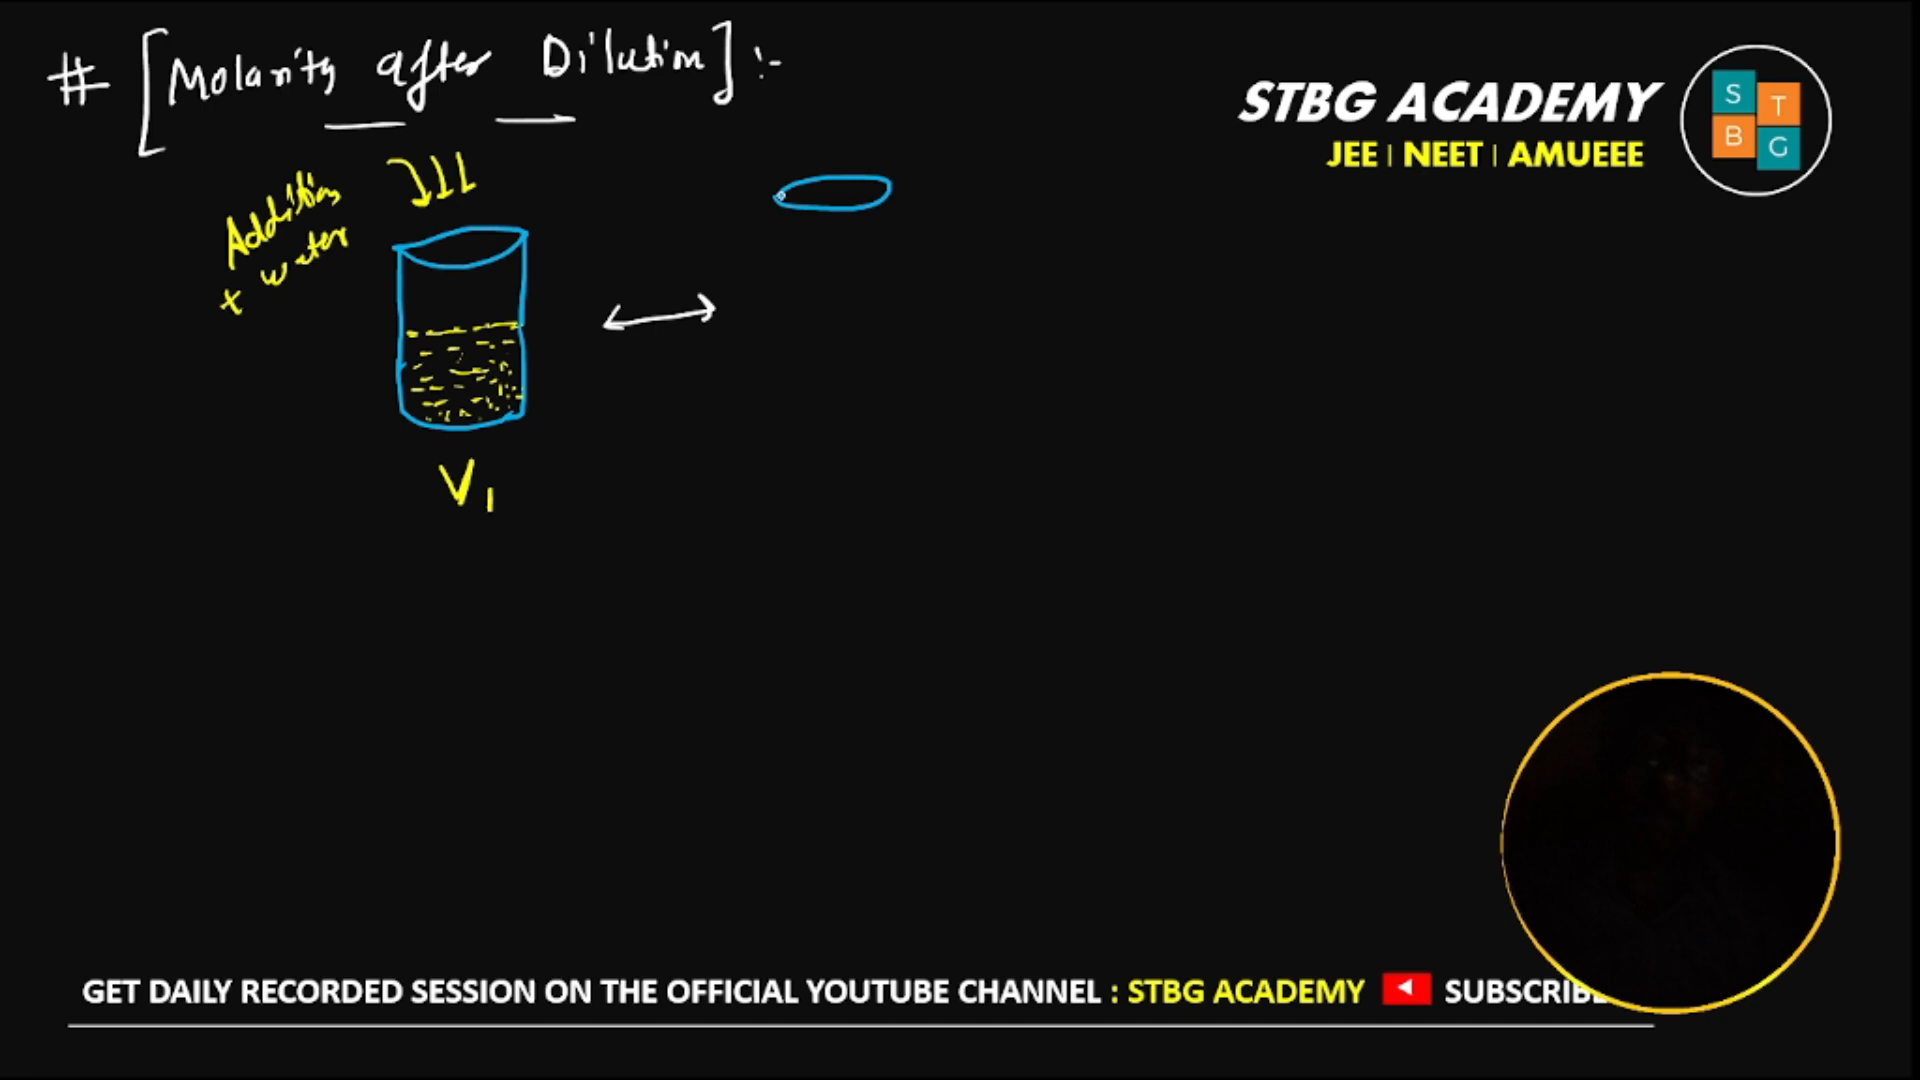 # [Molarity after Dilution] :-
STBG ACADEMY
JEE | NEET | AMUEEE
S T
B G
Addition
+ water
V1
GET DAILY RECORDED SESSION ON THE OFFICIAL YOUTUBE CHANNEL : STBG ACADEMY SUBSCRIBE